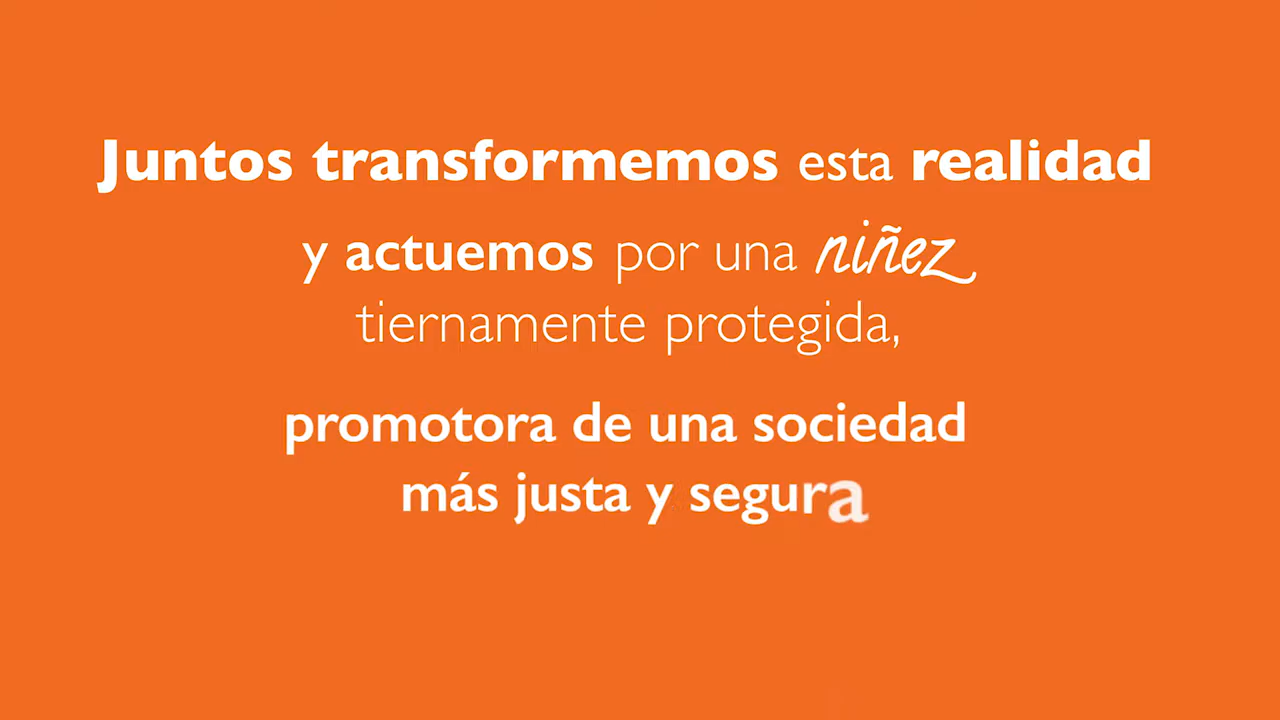 Juntos transformemos esta realidad
y actuemos por una niñez
tiernamente protegida,
promotora de una sociedad
más justa y segura